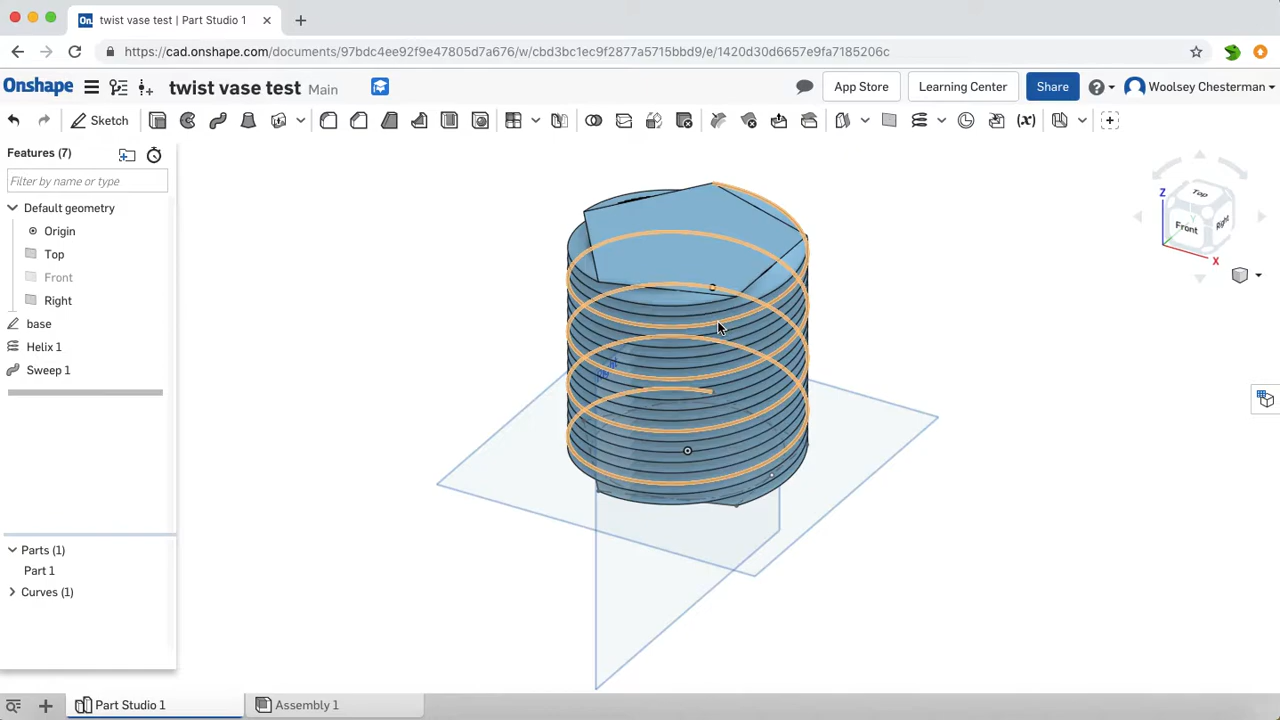 On. twist vase test | Part Studio 1
https://cad.onshape.com/documents/97bdc4ee92f9e47805d7a676/w/cbd3bc1ec9f2877a5715bbd9/e/1420d30d6657e9fa7185206c
Onshape twist vase test Main App Store Learning Center Share Woolsey Chesterman
Sketch (x)
Features (7)
Filter by name or type
Default geometry
Origin
Top
Front
Right
base
Helix 1
Sweep 1
Parts (1)
Part 1
Curves (1)
Z Top
Front Right
Y
X
Part Studio 1 Assembly 1